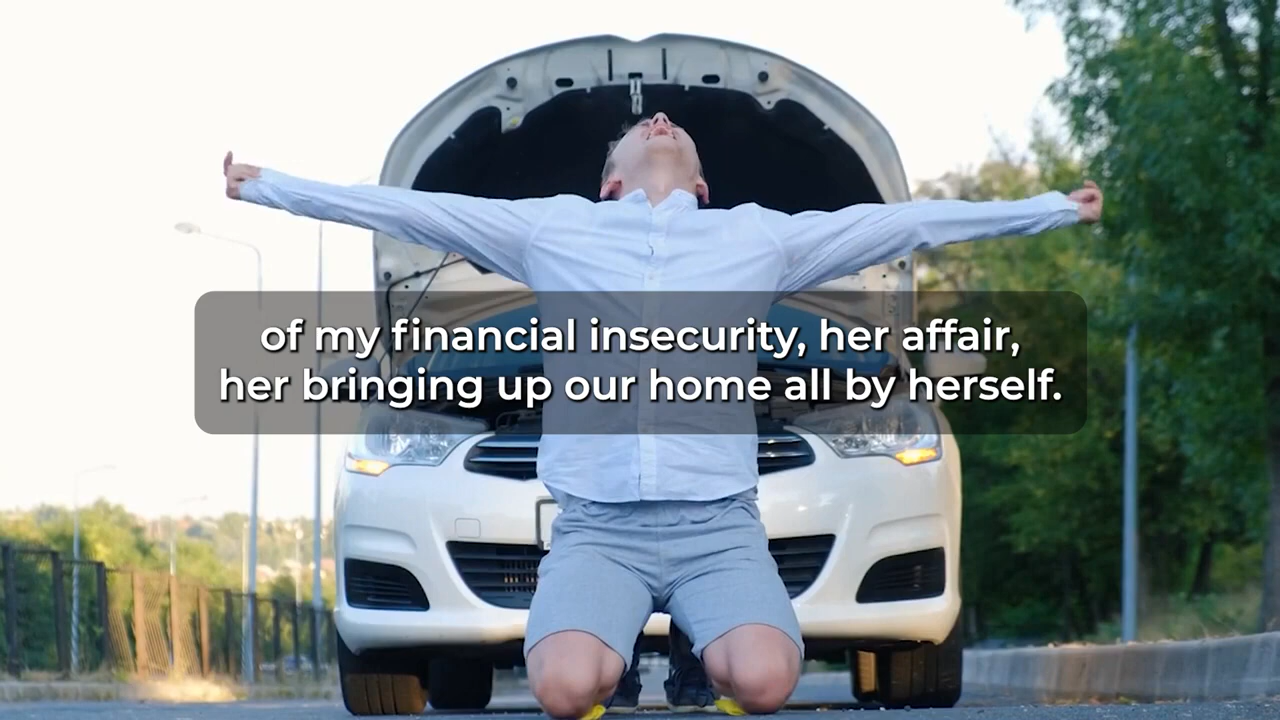 of my financial insecurity, her affair,
her bringing up our home all by herself.